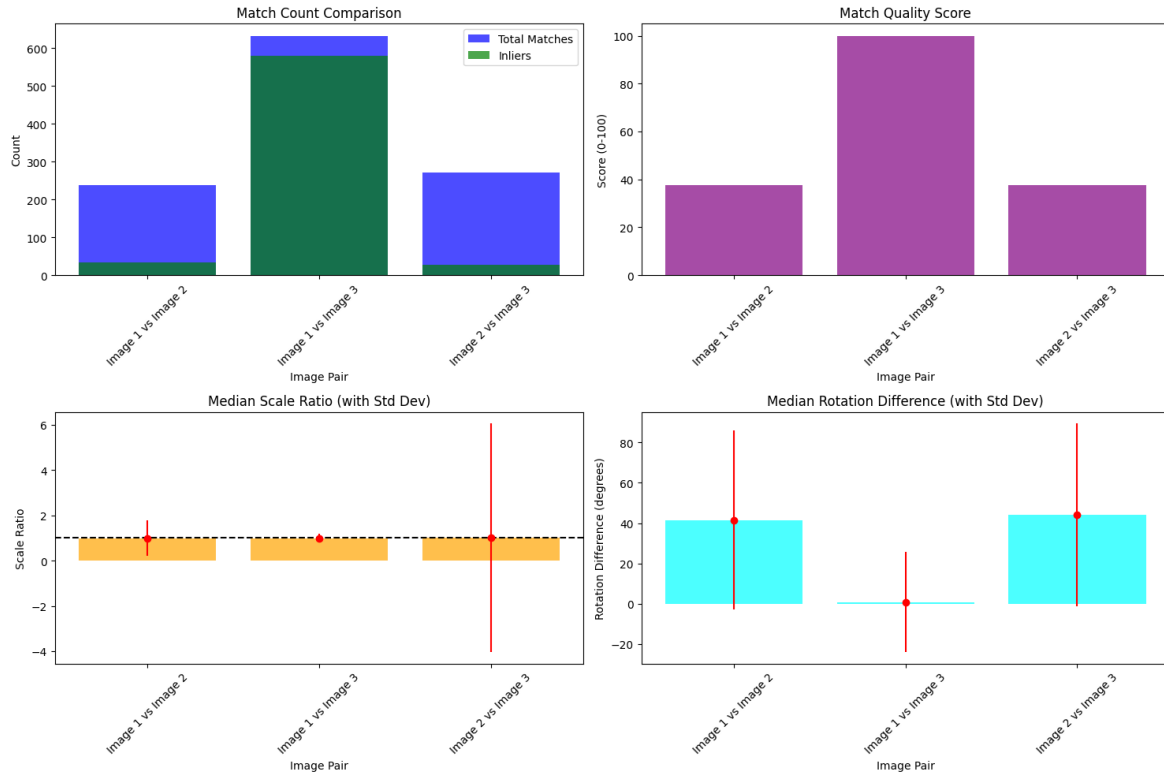 Match Count Comparison
Count
600
500
400
300
200
100
0
Total Matches
Inliers
Image 1 vs Image 2
Image 1 vs Image 3
Image 2 vs Image 3
Image Pair
Match Quality Score
Score (0-100)
100
80
60
40
20
0
Image 1 vs Image 2
Image 1 vs Image 3
Image 2 vs Image 3
Image Pair
Median Scale Ratio (with Std Dev)
Scale Ratio
6
4
2
0
−2
−4
Image 1 vs Image 2
Image 1 vs Image 3
Image 2 vs Image 3
Image Pair
Median Rotation Difference (with Std Dev)
Rotation Difference (degrees)
80
60
40
20
0
−20
Image 1 vs Image 2
Image 1 vs Image 3
Image 2 vs Image 3
Image Pair